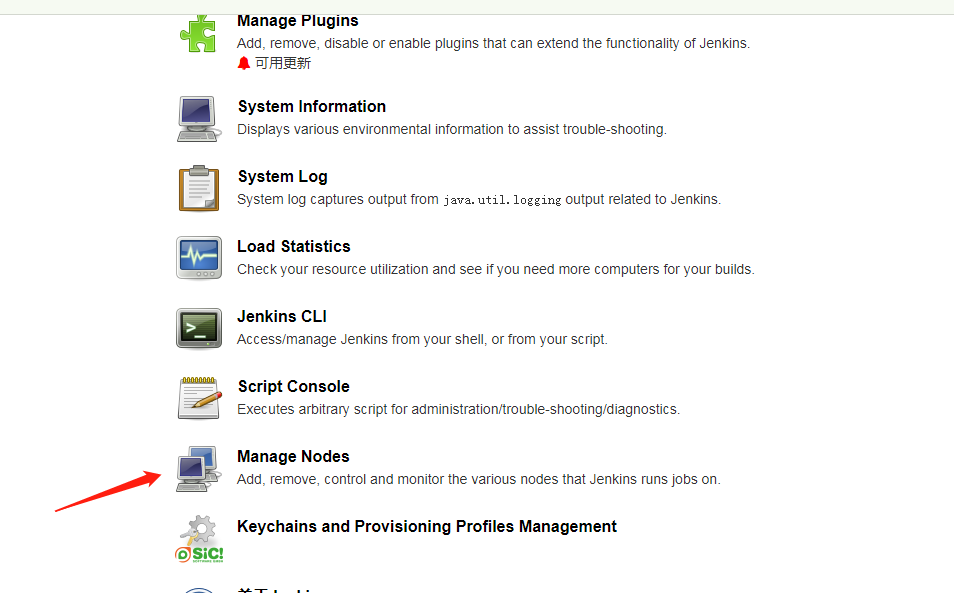 Manage Plugins
Add, remove, disable or enable plugins that can extend the functionality of Jenkins.
可用更新
System Information
Displays various environmental information to assist trouble-shooting.
System Log
System log captures output from java.util.logging output related to Jenkins.
Load Statistics
Check your resource utilization and see if you need more computers for your builds.
Jenkins CLI
Access/manage Jenkins from your shell, or from your script.
Script Console
Executes arbitrary script for administration/trouble-shooting/diagnostics.
Manage Nodes
Add, remove, control and monitor the various nodes that Jenkins runs jobs on.
Keychains and Provisioning Profiles Management
SiC!